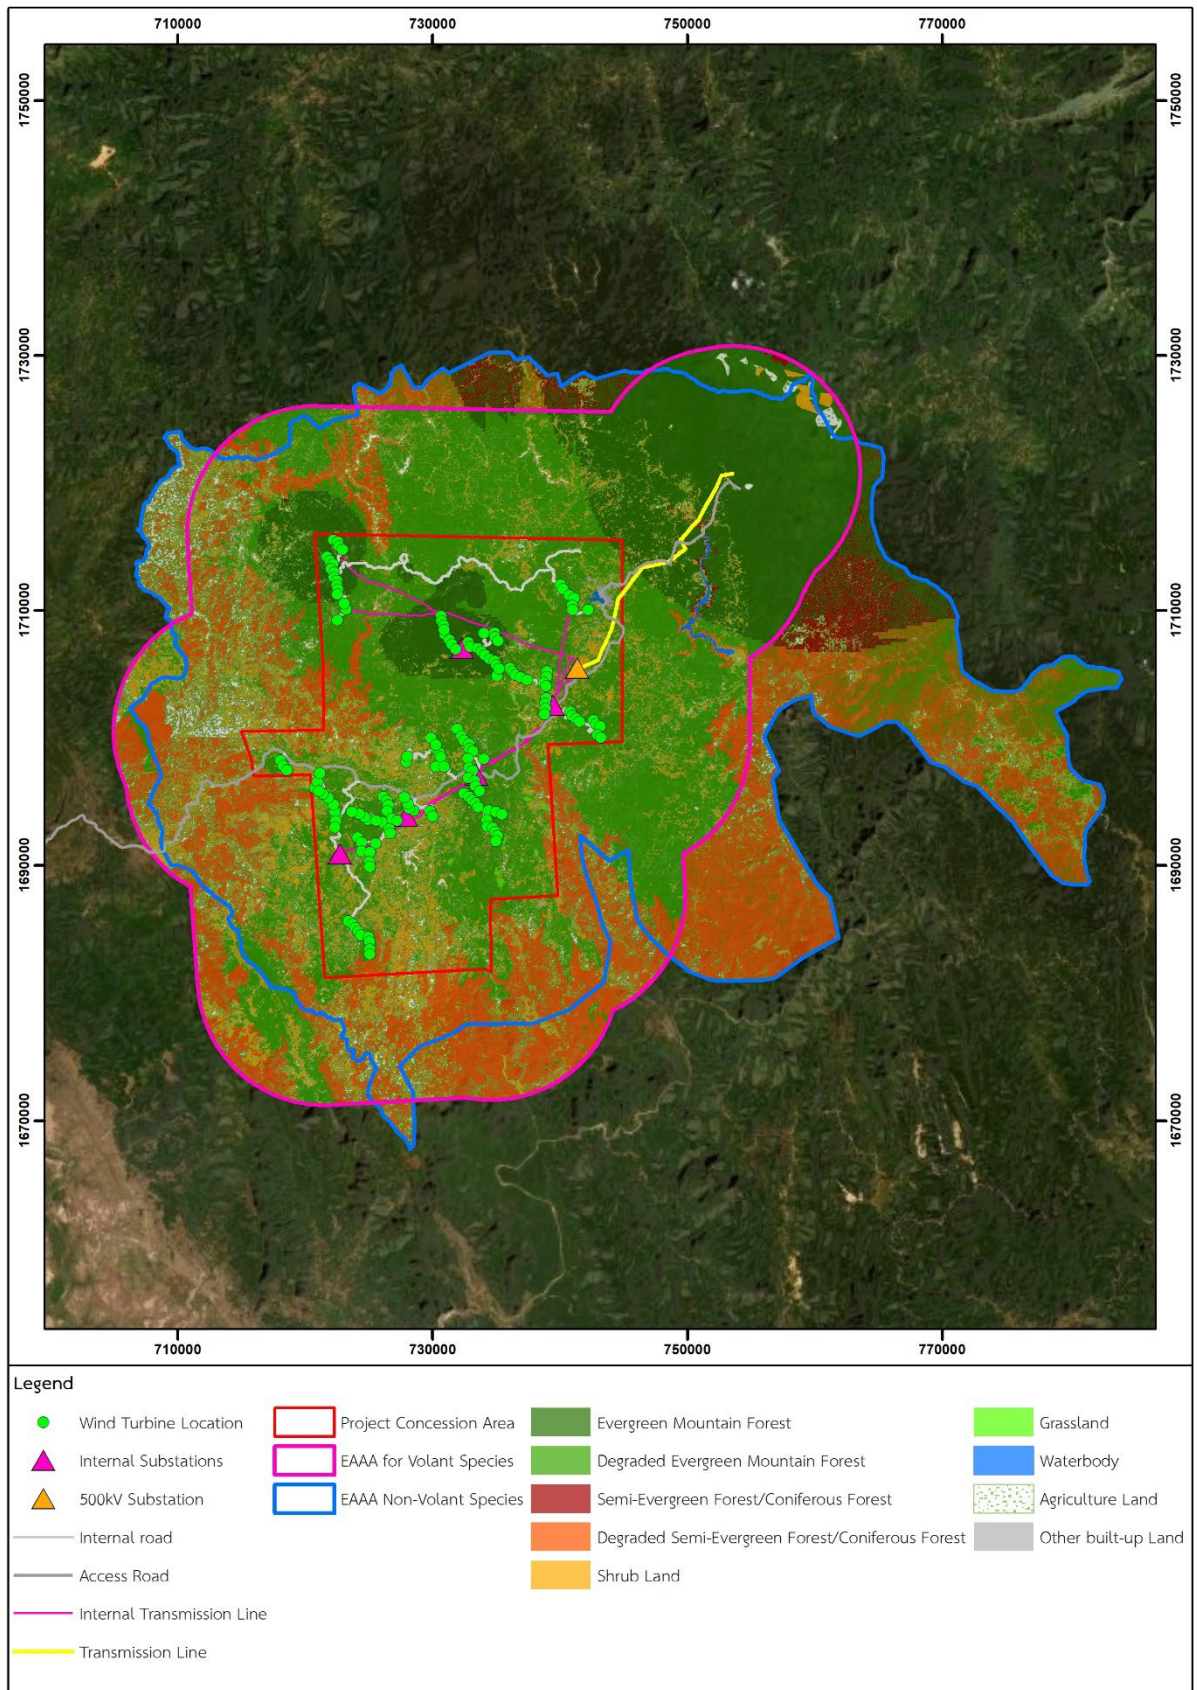 710000 730000 750000 770000
1750000 1750000
1730000 1730000
1710000 1710000
1690000 1690000
1670000 1670000
710000 730000 750000 770000
Legend
Wind Turbine Location
Internal Substations
500kV Substation
Internal road
Access Road
Internal Transmission Line
Transmission Line
Project Concession Area
EAAA for Volant Species
EAAA Non-Volant Species
Evergreen Mountain Forest
Degraded Evergreen Mountain Forest
Semi-Evergreen Forest/Coniferous Forest
Degraded Semi-Evergreen Forest/Coniferous Forest
Shrub Land
Grassland
Waterbody
Agriculture Land
Other built-up Land